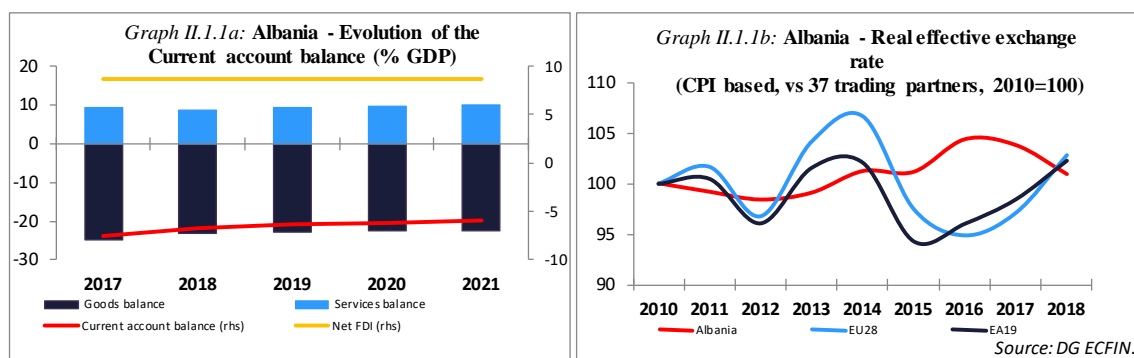 Graph II.1.1a: Albania - Evolution of the
Current account balance (% GDP)
20
10
0
-10
-20
-30
10
5
0
-5
-10
2017 2018 2019 2020 2021
Goods balance Services balance
Current account balance (rhs) Net FDI (rhs)
Graph II.1.1b: Albania - Real effective exchange
rate
(CPI based, vs 37 trading partners, 2010=100)
110
105
100
95
90
2010 2011 2012 2013 2014 2015 2016 2017 2018
Albania EU28 EA19
Source: DG ECFIN.